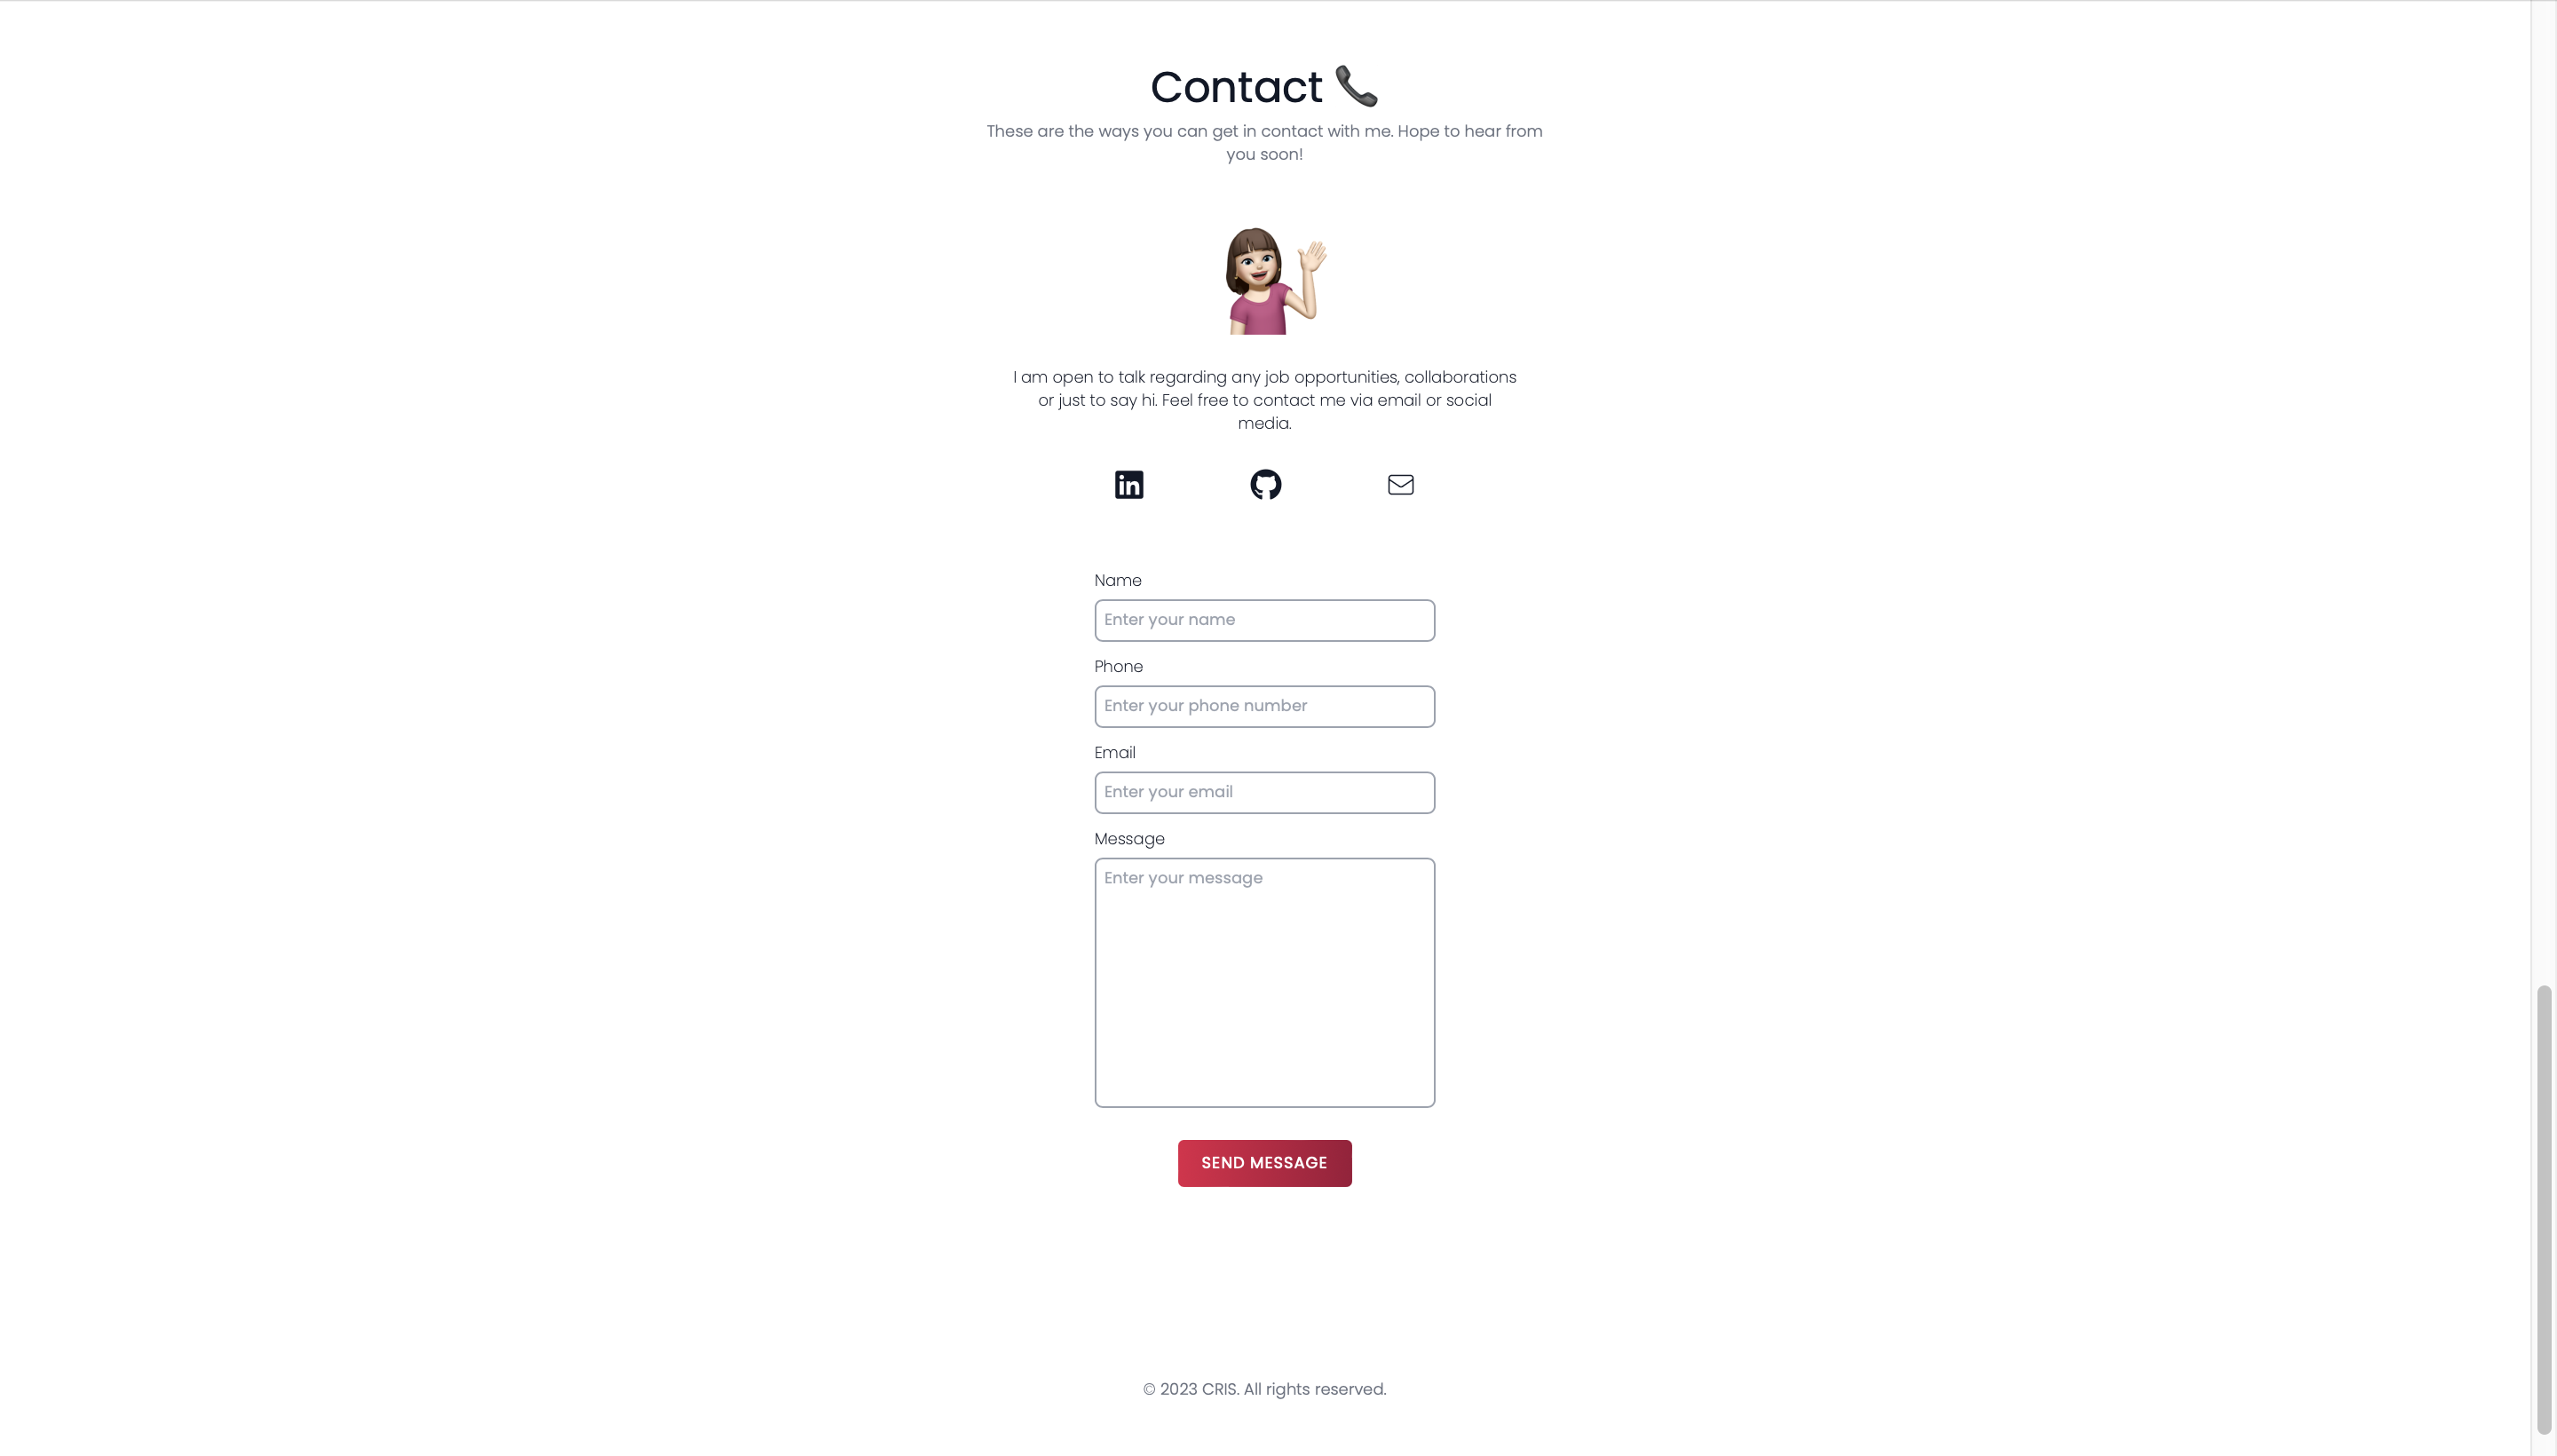 Contact
These are the ways you can get in contact with me. Hope to hear from
you soon!
I am open to talk regarding any job opportunities, collaborations
or just to say hi. Feel free to contact me via email or social
media.
in
Name
Enter your name
Phone
Enter your phone number
Email
Enter your email
Message
Enter your message
SEND MESSAGE
© 2023 CRIS. All rights reserved.